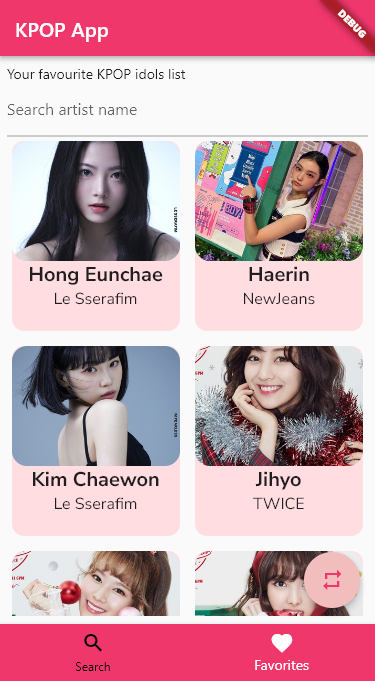 KPOP App
DEBUG
Your favourite KPOP idols list
Search artist name
Hong Eunchae
Le Sserafim
Haerin
NewJeans
Kim Chaewon
Le Sserafim
Jihyo
TWICE
Search
Favorites